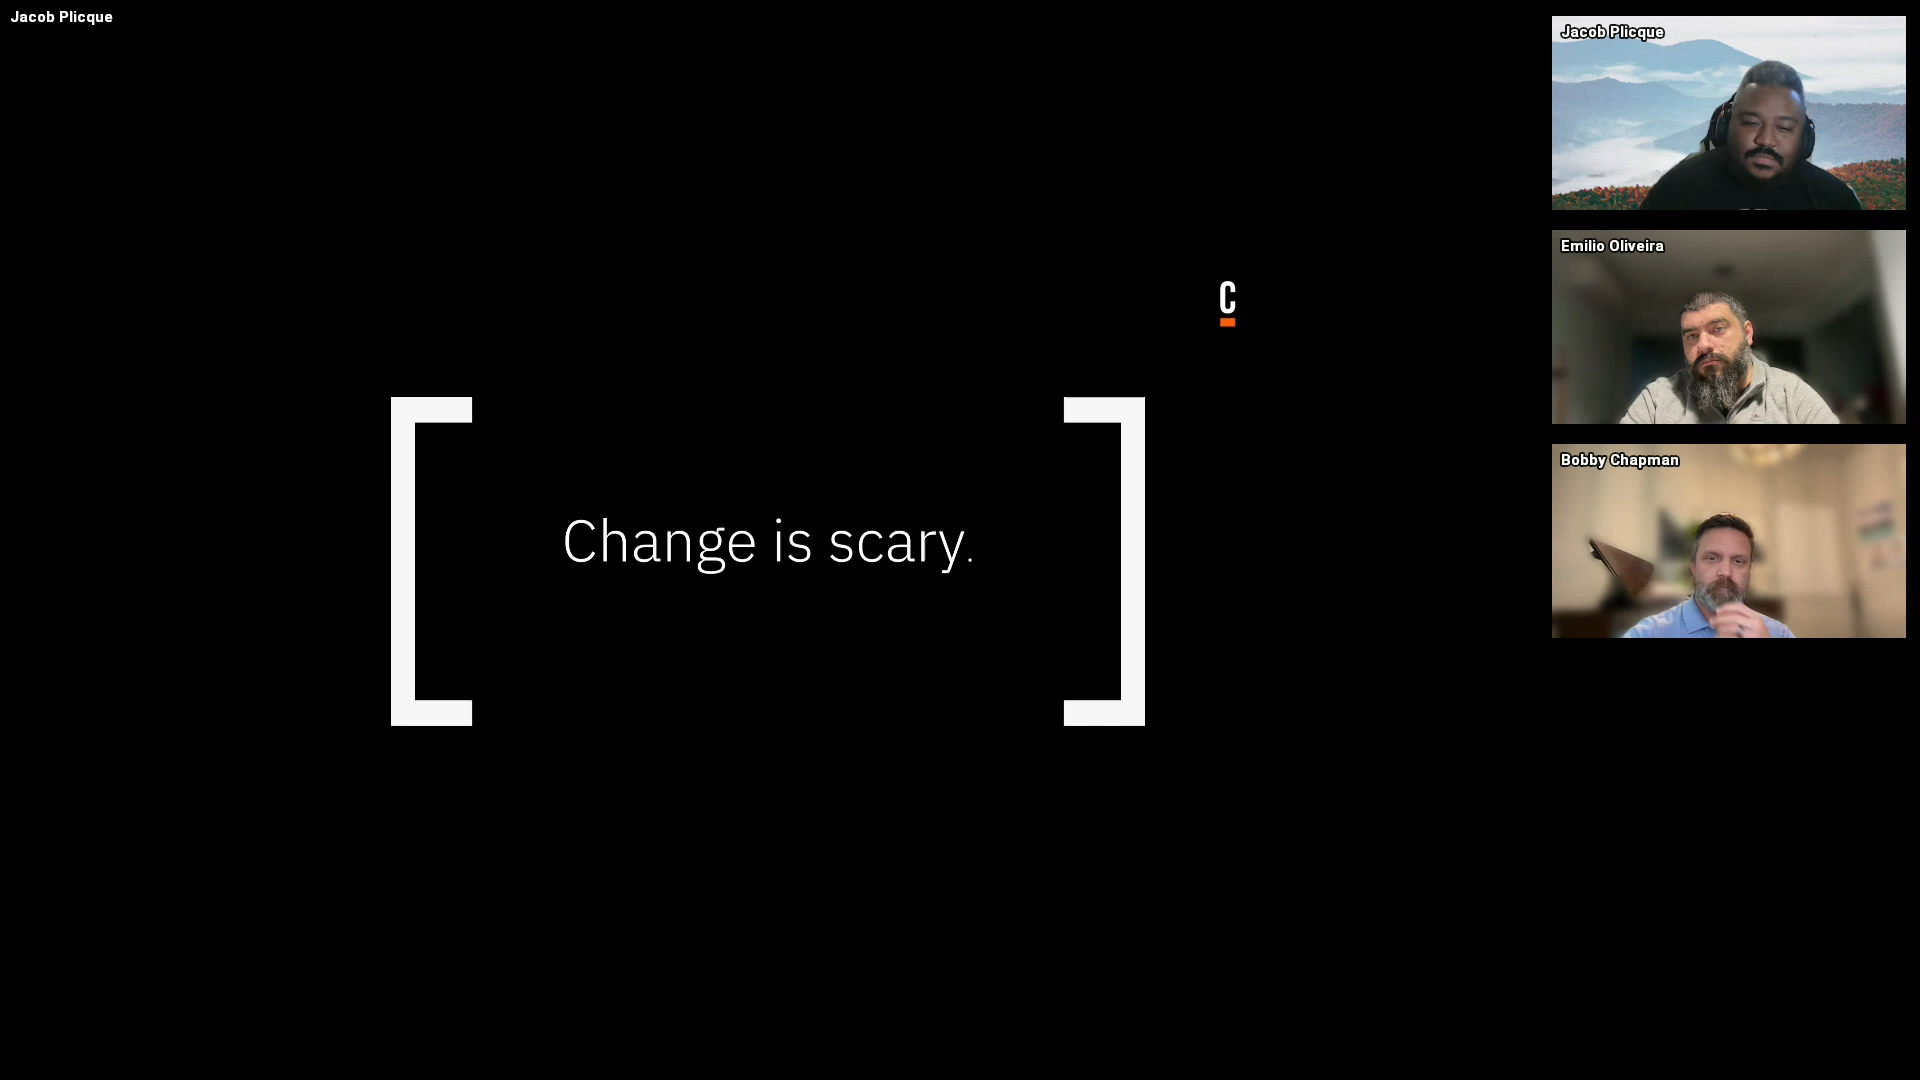 Jacob Plicque
Jacob Plicque
C
Emilio Oliveira
Bobby Chapman
Change is scary.